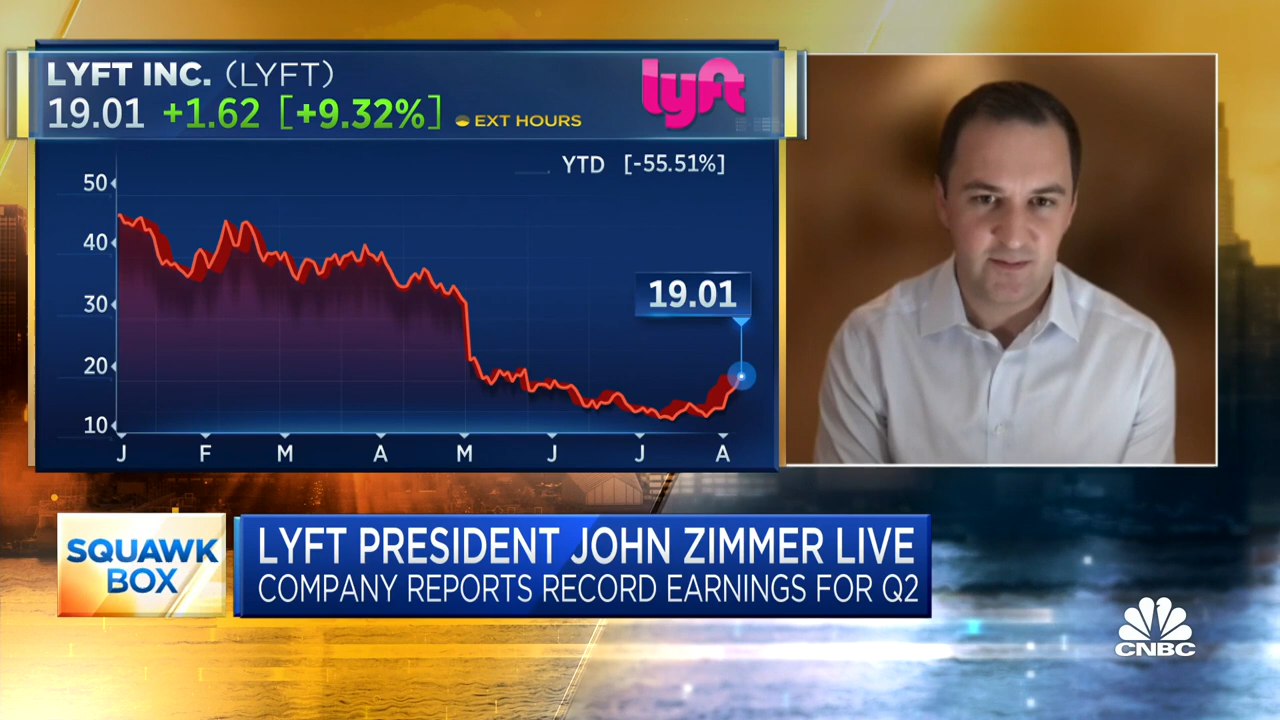 LYFT INC. (LYFT)
19.01 +1.62 [+9.32%] EXT HOURS
lyft
YTD [-55.51%]
50
40
30
20
10
19.01
J F M A M J J A
SQUAWK
BOX
LYFT PRESIDENT JOHN ZIMMER LIVE
COMPANY REPORTS RECORD EARNINGS FOR Q2
CNBC